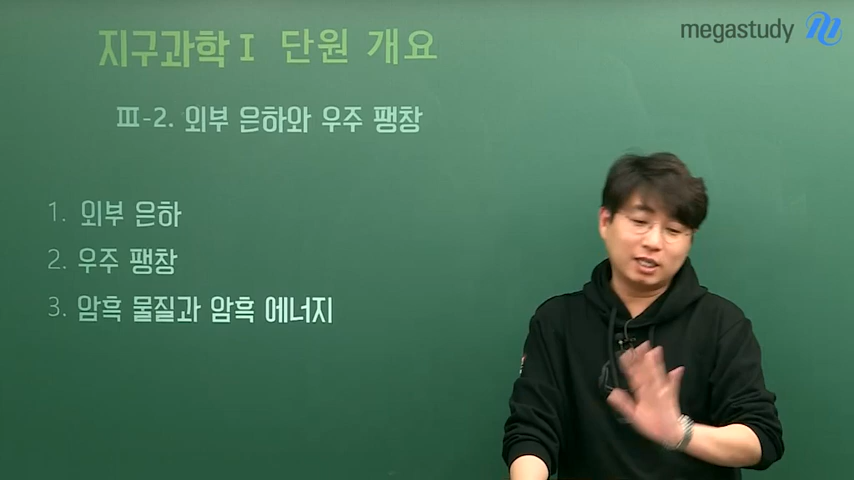 megastudy
지구과학 I 단원 개요
Ⅲ-2. 외부 은하와 우주 팽창
1. 외부 은하
2. 우주 팽창
3. 암흑 물질과 암흑 에너지